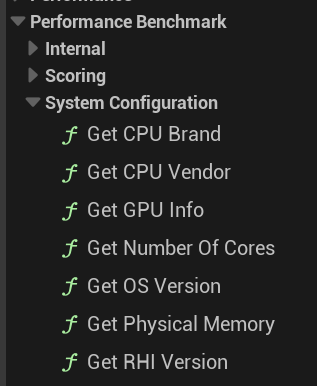 Performance
Performance Benchmark
Internal
Scoring
System Configuration
Get CPU Brand
Get CPU Vendor
Get GPU Info
Get Number Of Cores
Get OS Version
Get Physical Memory
Get RHI Version